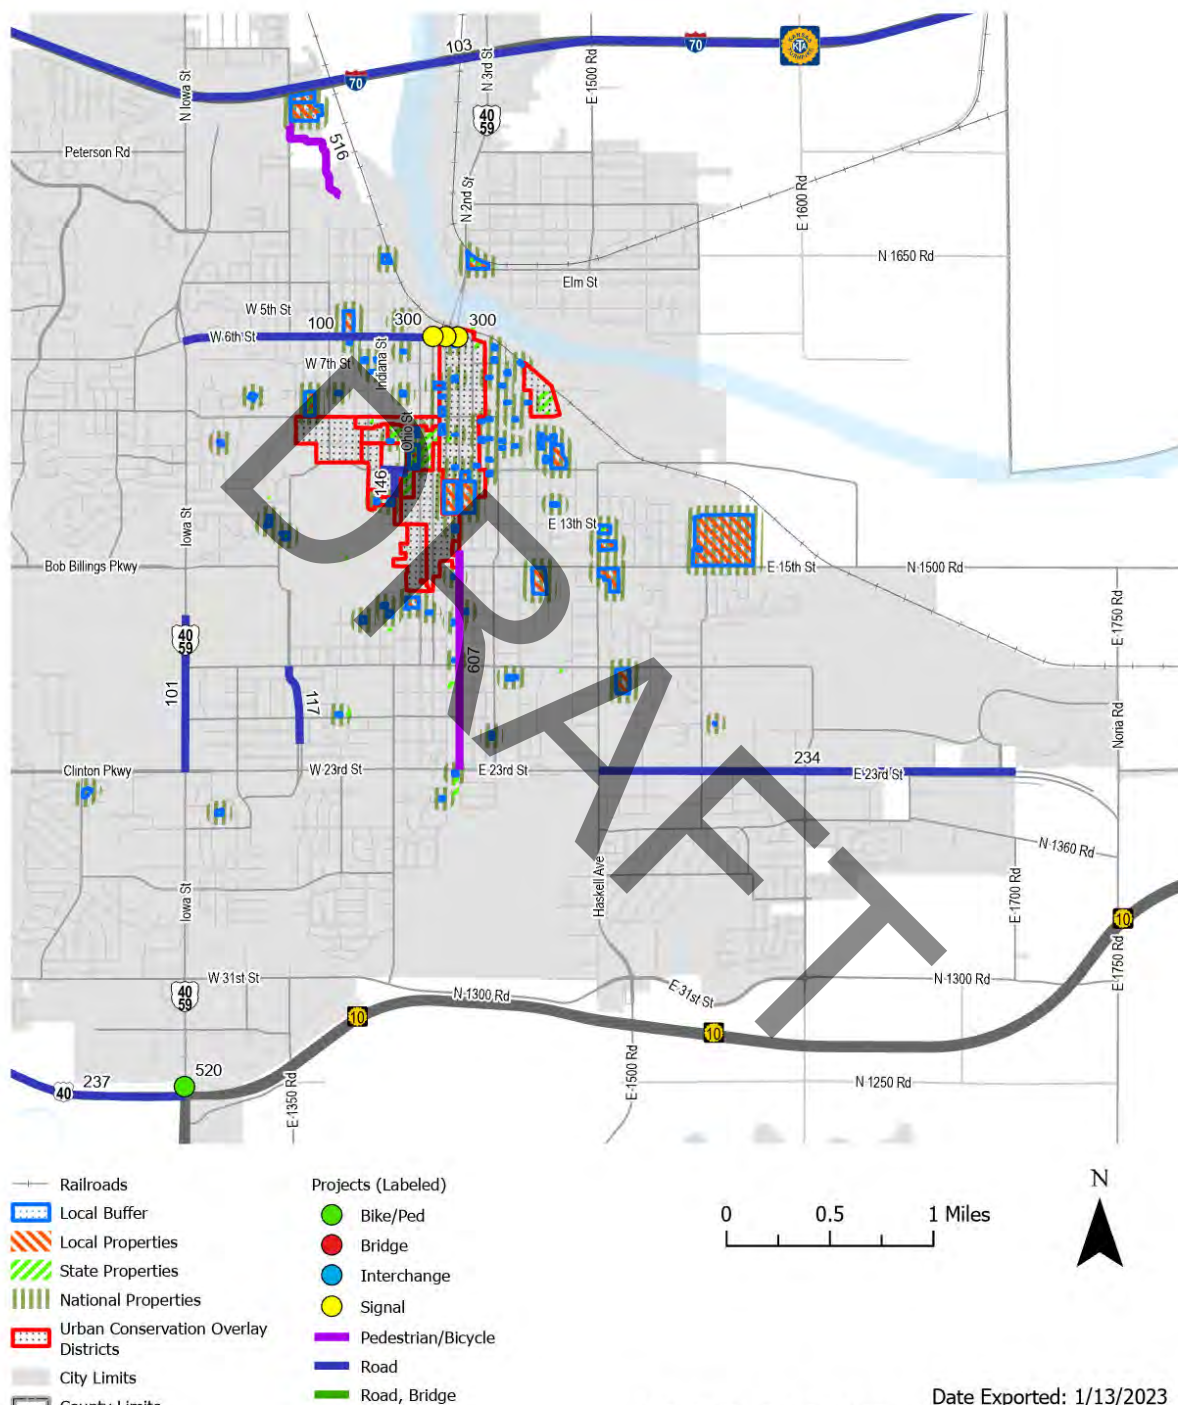 103
N 3rd St
70
70
KANSAS
KTA
TURNPIKE
N Iowa St
E 1500 Rd
40
59
Peterson Rd
516
N 2nd St
E 1600 Rd
N 1650 Rd
Elm St
W 5th St
100
300
300
W 6th St
W 7th St
Indiana St
Ohio St
146
Iowa St
E 13th St
Bob Billings Pkwy
E 15th St
N 1500 Rd
40
59
E 1750 Rd
607
101
117
Noria Rd
234
Clinton Pkwy
W 23rd St
E 23rd St
E 23rd St
N 1360 Rd
Haskell Ave
E 1700 Rd
Iowa St
10
DRAFT
W 31st St
N 1300 Rd
E 31st St
N 1300 Rd
E 1750 Rd
40
59
10
10
520
237
40
E 1350 Rd
E 1500 Rd
N 1250 Rd
Railroads
Local Buffer
Local Properties
State Properties
National Properties
Urban Conservation Overlay
Districts
City Limits
County Limits
Projects (Labeled)
Bike/Ped
Bridge
Interchange
Signal
Pedestrian/Bicycle
Road
Road, Bridge
0 0.5 1 Miles
N
Date Exported: 1/13/2023